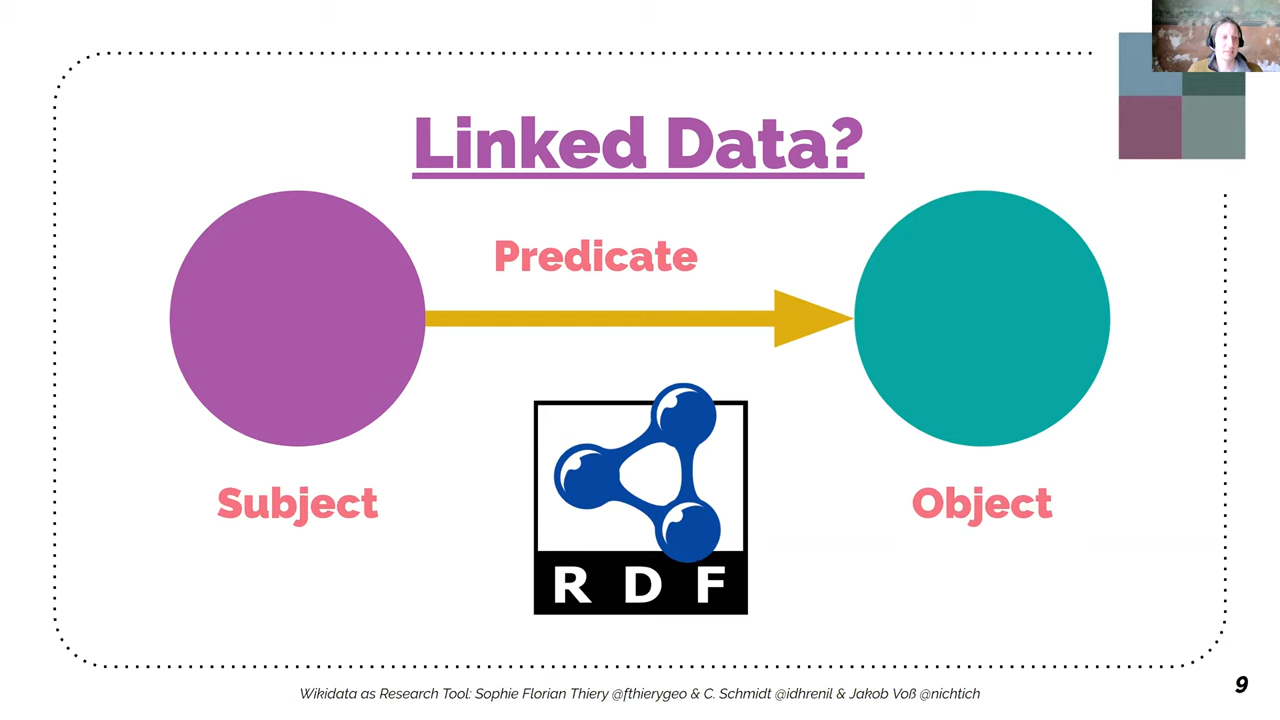 Linked Data?
Predicate
Subject
Object
R D F
Wikidata as Research Tool: Sophie Florian Thiery @fthierygeo & C. Schmidt @idhrenil & Jakob Voß @nichtich
9